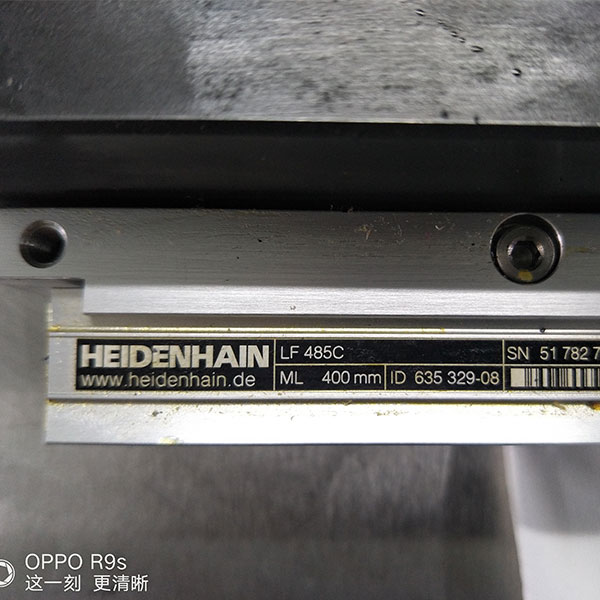 HEIDENHAIN LF 485C SN 51 782 7
www.heidenhain.de ML 400 mm ID 635 329-08
OPPO R9s
这一刻 更清晰